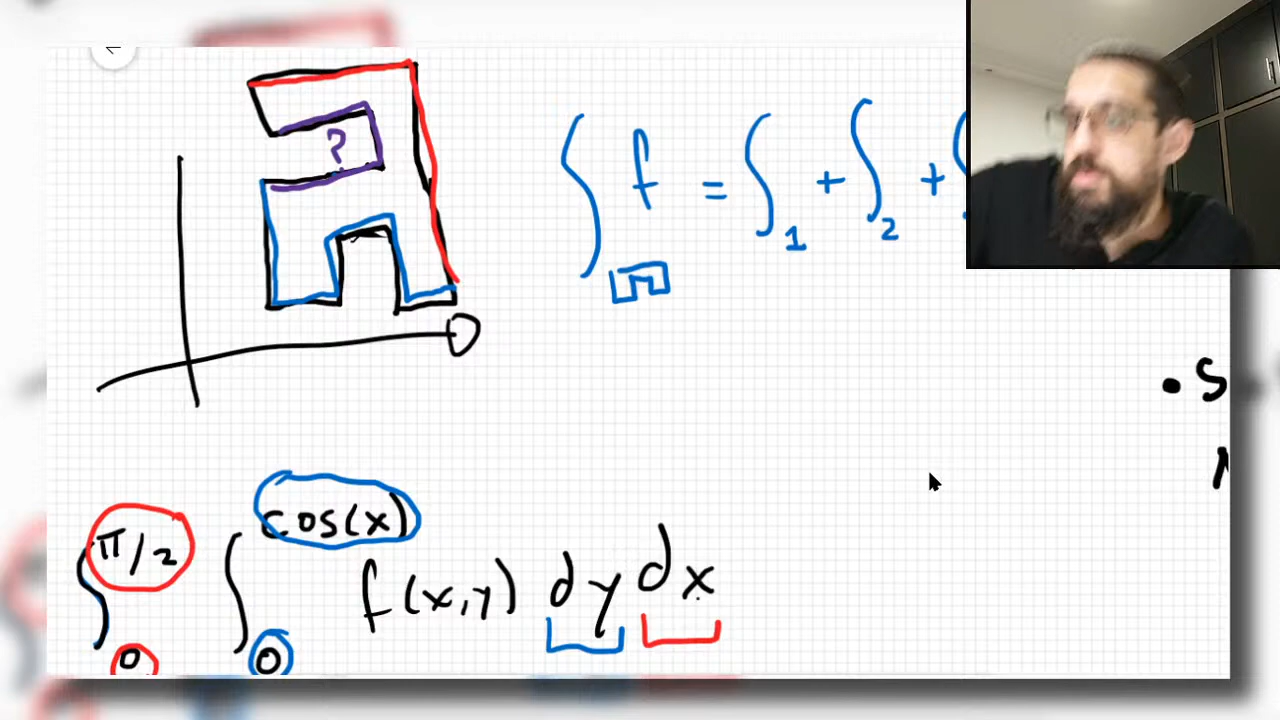 ?
∫ f = ∫₁ + ∫₂ + ∫
• S
∫₀^{π/2} ∫₀^{cos(x)} f(x,y) dy dx